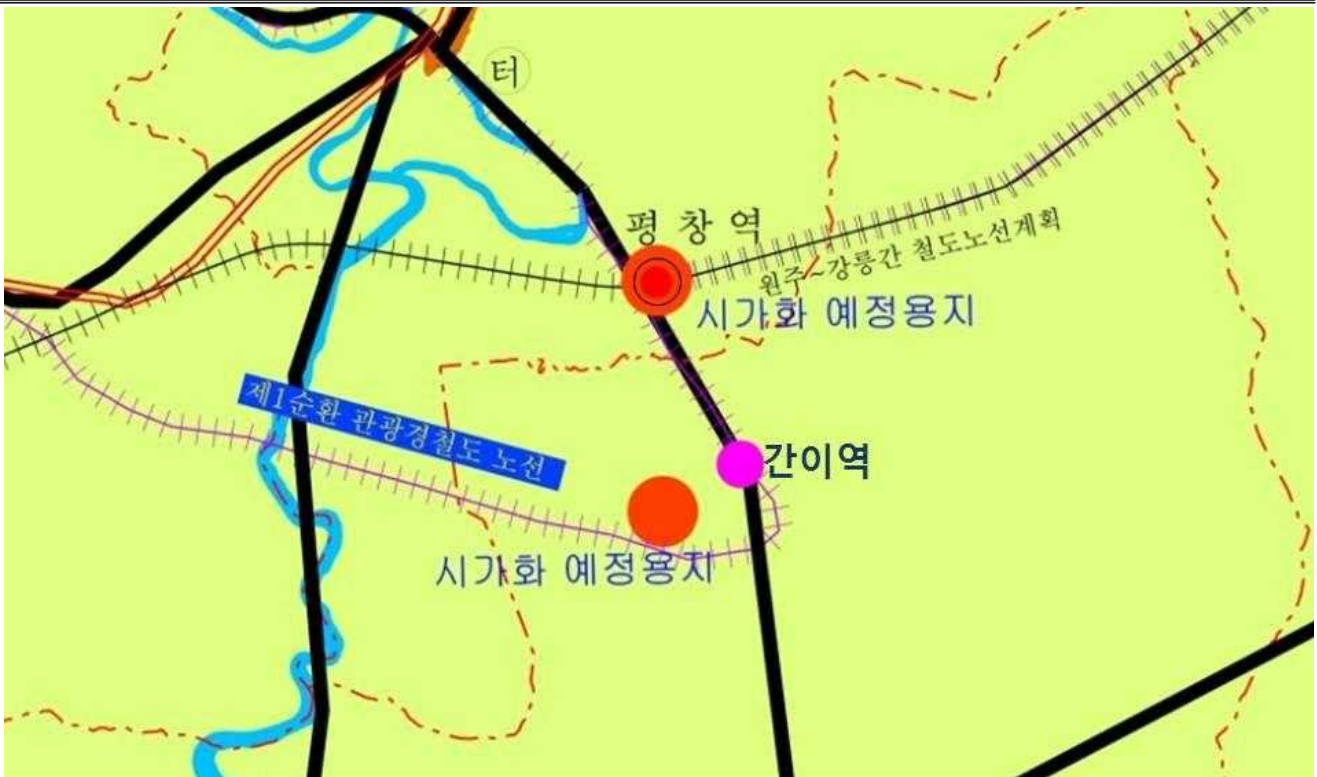 터
평창역
원주~강릉간 철도노선계획
시가화 예정용지
제1순환 관광경철도 노선
간이역
시가화 예정용지